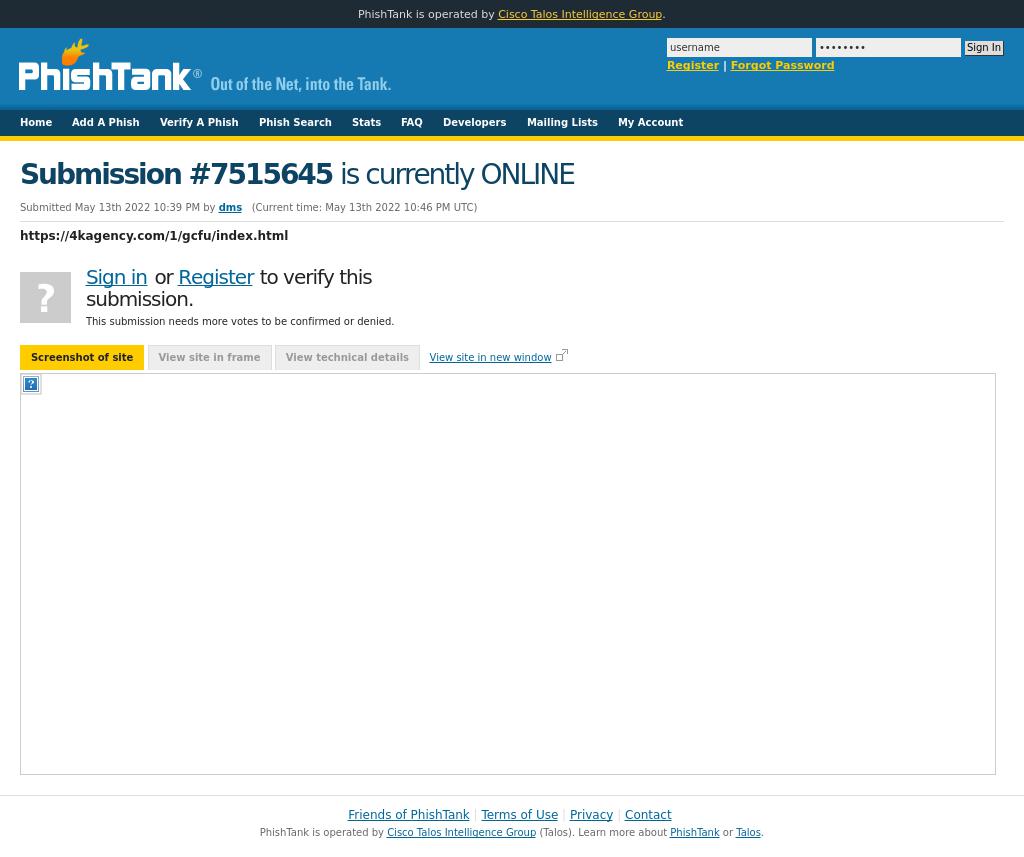 PhishTank is operated by Cisco Talos Intelligence Group.
username
•••••••• Sign In
Register | Forgot Password
PhishTank® Out of the Net, into the Tank.
Home Add A Phish Verify A Phish Phish Search Stats FAQ Developers Mailing Lists My Account
Submission #7515645 is currently ONLINE
Submitted May 13th 2022 10:39 PM by dms (Current time: May 13th 2022 10:46 PM UTC)
https://4kagency.com/1/gcfu/index.html
?
Sign in or Register to verify this
submission.
This submission needs more votes to be confirmed or denied.
Screenshot of site View site in frame View technical details View site in new window
?
Friends of PhishTank | Terms of Use | Privacy | Contact
PhishTank is operated by Cisco Talos Intelligence Group (Talos). Learn more about PhishTank or Talos.